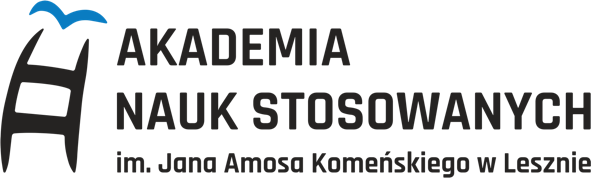 AKADEMIA
NAUK STOSOWANYCH
im. Jana Amosa Komeńskiego w Lesznie